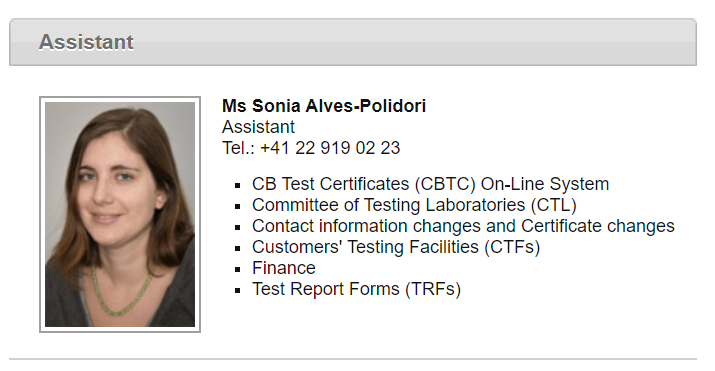 Assistant
Ms Sonia Alves-Polidori
Assistant
Tel.: +41 22 919 02 23
▪ CB Test Certificates (CBTC) On-Line System
▪ Committee of Testing Laboratories (CTL)
▪ Contact information changes and Certificate changes
▪ Customers' Testing Facilities (CTFs)
▪ Finance
▪ Test Report Forms (TRFs)